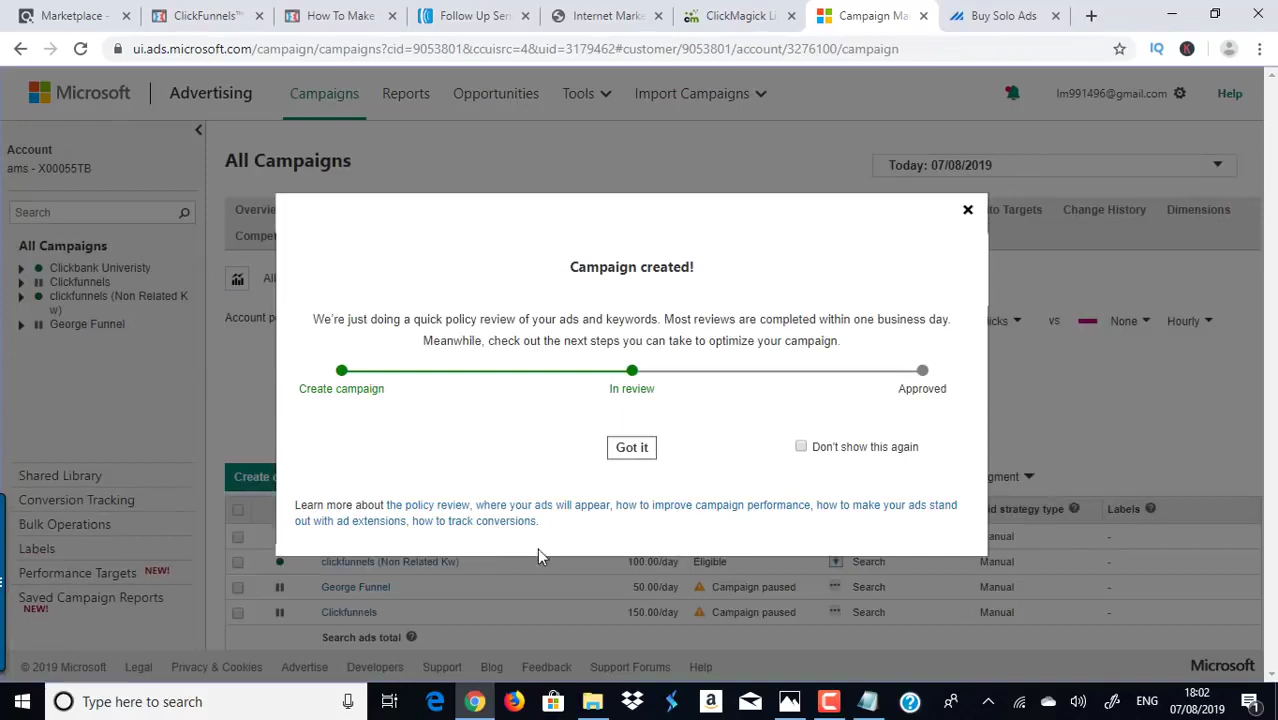 Marketplace -
ClickFunnels™
How To Make
Follow Up Ser
Internet Marke
ClickMagick Li
Campaign Ma
Buy Solo Ads
ui.ads.microsoft.com/campaign/campaigns?cid=9053801&ccuisrc=4&uid=3179462#customer/9053801/account/3276100/campaign
Microsoft
Advertising
Campaigns
Reports
Opportunities
Tools
Import Campaigns
lm991496@gmail.com
Help
Account
ams - X00055TB
Search
All Campaigns
Clickbank Univeristy
Clickfunnels
clickfunnels (Non Related K
w)
George Funnel
Shared Library
Conversion Tracking
Bulk Operations
Labels
Performance Targets NEW!
Saved Campaign Reports
NEW!
All Campaigns
Today: 07/08/2019
Overvie
to Targets
Change History
Dimensions
Compe
Al
Account p
licks
vs
None
Hourly
Campaign created!
We're just doing a quick policy review of your ads and keywords. Most reviews are completed within one business day.
Meanwhile, check out the next steps you can take to optimize your campaign.
Create campaign
In review
Approved
Got it
Don't show this again
Learn more about the policy review, where your ads will appear, how to improve campaign performance, how to make your ads stand
out with ad extensions, how to track conversions.
Create c
gment
id strategy type
Labels
Manual -
clickfunnels (Non Related Kw) 100.00/day Eligible Search Manual -
George Funnel 50.00/day Campaign paused Search Manual -
Clickfunnels 150.00/day Campaign paused Search Manual -
Search ads total
© 2019 Microsoft Legal Privacy & Cookies Advertise Developers Support Blog Feedback Support Forums Help Microsoft
Type here to search
ENG
18:02
07/08/2019